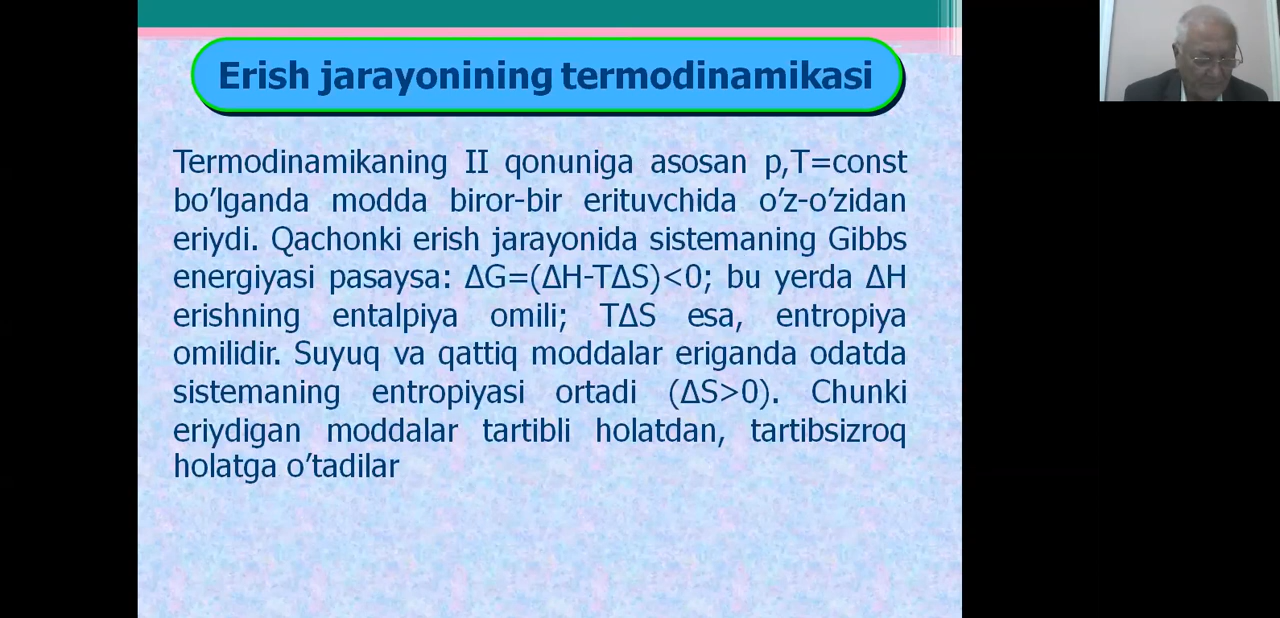 Erish jarayonining termodinamikasi
Termodinamikaning II qonuniga asosan p,T=const
bo’lganda modda biror-bir erituvchida o’z-o’zidan
eriydi. Qachonki erish jarayonida sistemaning Gibbs
energiyasi pasaysa: ΔG=(ΔH-TΔS)<0; bu yerda ΔH
erishning entalpiya omili; TΔS esa, entropiya
omilidir. Suyuq va qattiq moddalar eriganda odatda
sistemaning entropiyasi ortadi (ΔS>0). Chunki
eriydigan moddalar tartibli holatdan, tartibsizroq
holatga o’tadilar